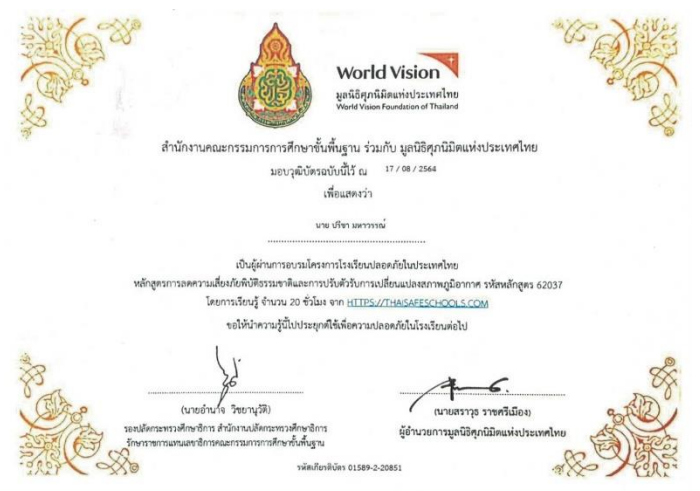 World Vision
มูลนิธิศุภนิมิตแห่งประเทศไทย
World Vision Foundation of Thailand
สำนักงานคณะกรรมการการศึกษาขั้นพื้นฐาน ร่วมกับ มูลนิธิศุภนิมิตแห่งประเทศไทย
มอบวุฒิบัตรฉบับนี้ไว้ ณ 17 / 08 / 2564
เพื่อแสดงว่า
นาย ปรีชา มหาวรรณ์
เป็นผู้ผ่านการอบรมโครงการโรงเรียนปลอดภัยในประเทศไทย
หลักสูตรการลดความเสี่ยงภัยพิบัติธรรมชาติและการปรับตัวรับการเปลี่ยนแปลงสภาพภูมิอากาศ รหัสหลักสูตร 62037
โดยการเรียนรู้ จำนวน 20 ชั่วโมง จาก HTTPS://THAISAFESCHOOLS.COM
ขอให้นำความรู้นี้ไปประยุกต์ใช้เพื่อความปลอดภัยในโรงเรียนต่อไป
(นายอำนาจ วิชยานุวัติ)
รองปลัดกระทรวงศึกษาธิการ สำนักงานปลัดกระทรวงศึกษาธิการ
รักษาราชการแทนเลขาธิการคณะกรรมการการศึกษาขั้นพื้นฐาน
(นายสราวุธ ราชศรีเมือง)
ผู้อำนวยการมูลนิธิศุภนิมิตแห่งประเทศไทย
รหัสเกียรติบัตร 01589-2-20851